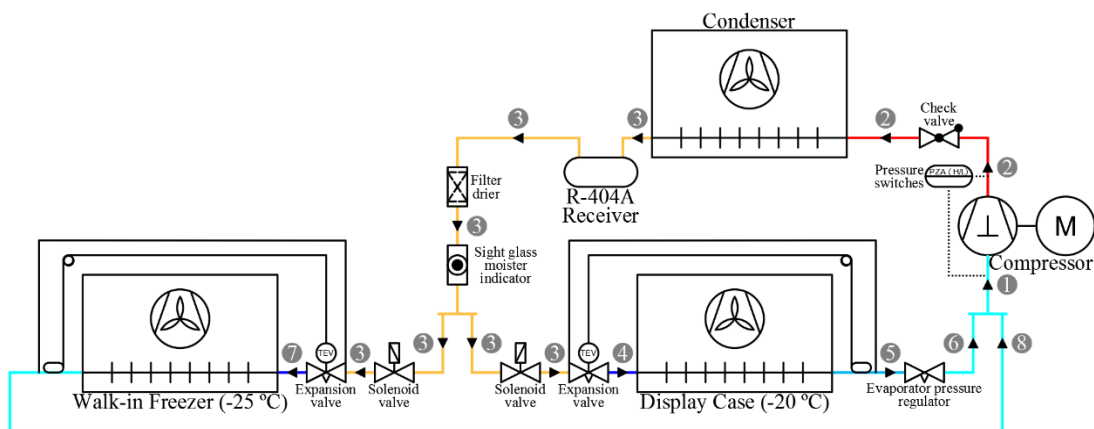 Condenser
3
3
2
Check
valve
Pressure
switches
PZA (H/L)
2
Filter
drier
R-404A
Receiver
M
Compressor
3
Sight glass
moister
indicator
1
TEV
TEV
7
3
3
3
3
4
5
6
8
Expansion
valve
Solenoid
valve
Solenoid
valve
Expansion
valve
Evaporator pressure
regulator
Walk-in Freezer (-25 ºC)
Display Case (-20 ºC)